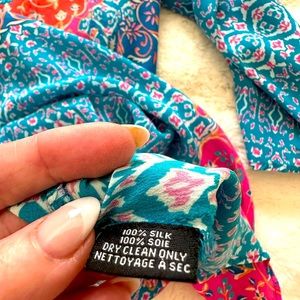 100% SILK
100% SOIE
DRY CLEAN ONLY
NETTOYAGE À SEC